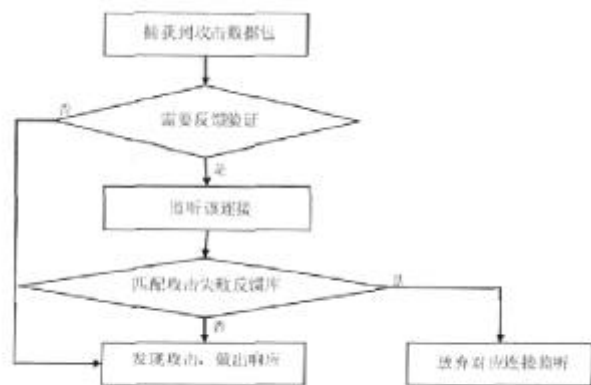 捕获到攻击数据包
否
需要反馈验证
是
监听该连接
匹配攻击失败反馈库
是
否
发现攻击，做出响应
放弃对应连接监听